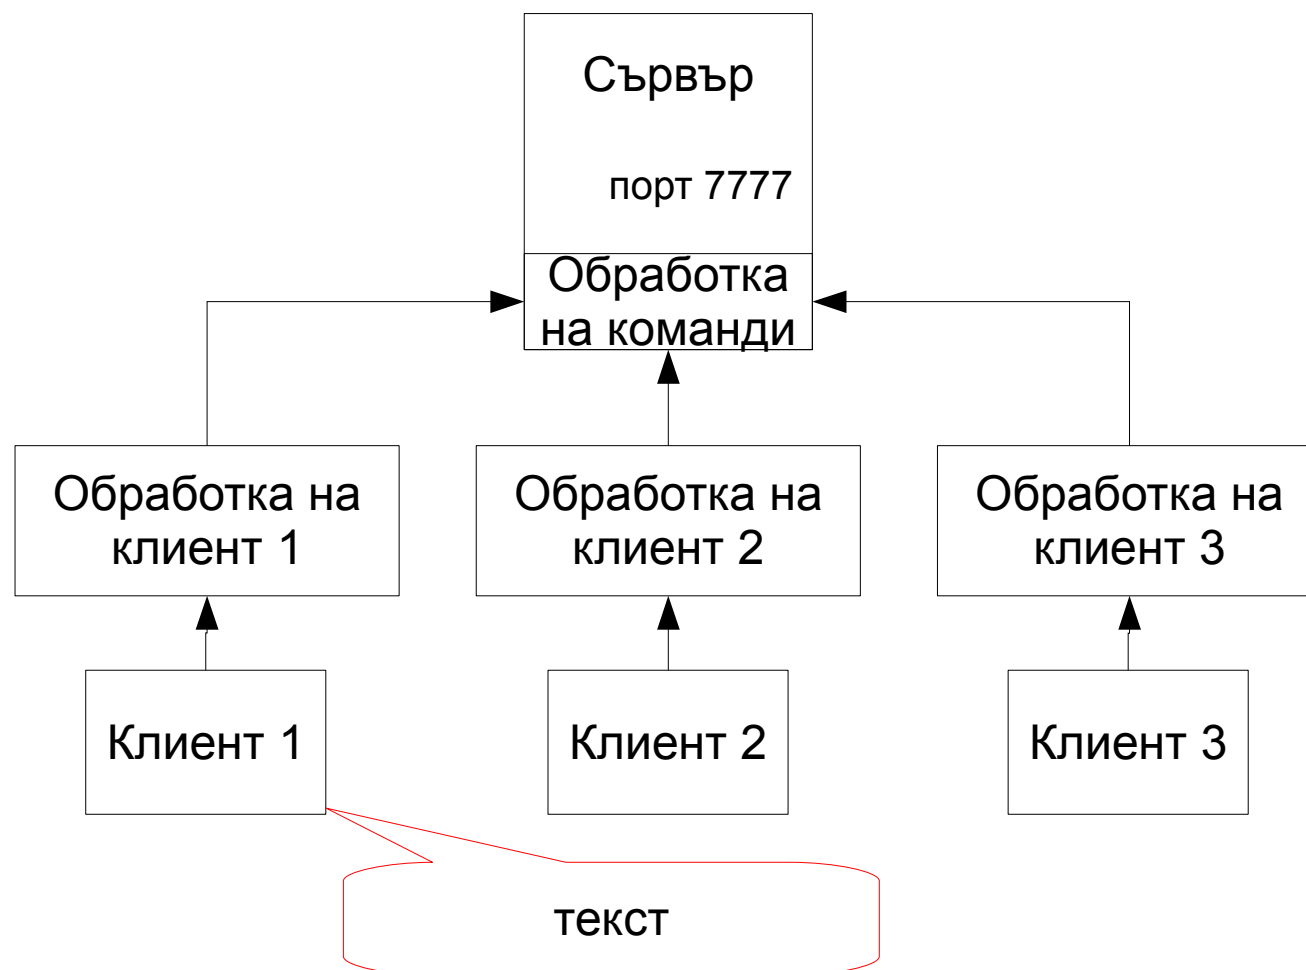 Сървър
порт 7777
Обработка
на команди
Обработка на
клиент 1
Обработка на
клиент 2
Обработка на
клиент 3
Клиент 1
Клиент 2
Клиент 3
текст